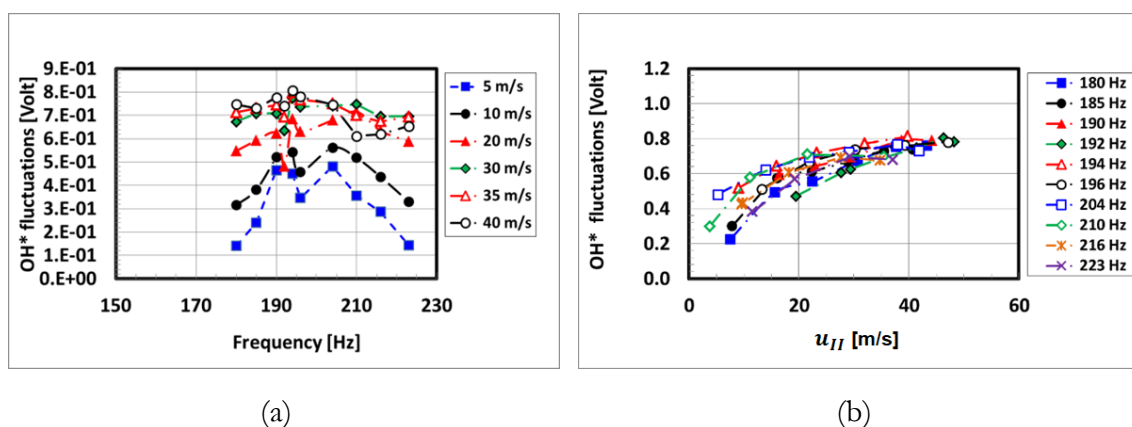 OH* fluctuations [Volt]
9.E-01
8.E-01
7.E-01
6.E-01
5.E-01
4.E-01
3.E-01
2.E-01
1.E-01
0.E+00
150 170 190 210 230
Frequency [Hz]
5 m/s
10 m/s
20 m/s
30 m/s
35 m/s
40 m/s
(a)
OH* fluctuations [Volt]
1.2
1.0
0.8
0.6
0.4
0.2
0.0
0 20 40 60
u_II [m/s]
180 Hz
185 Hz
190 Hz
192 Hz
194 Hz
196 Hz
204 Hz
210 Hz
216 Hz
223 Hz
(b)